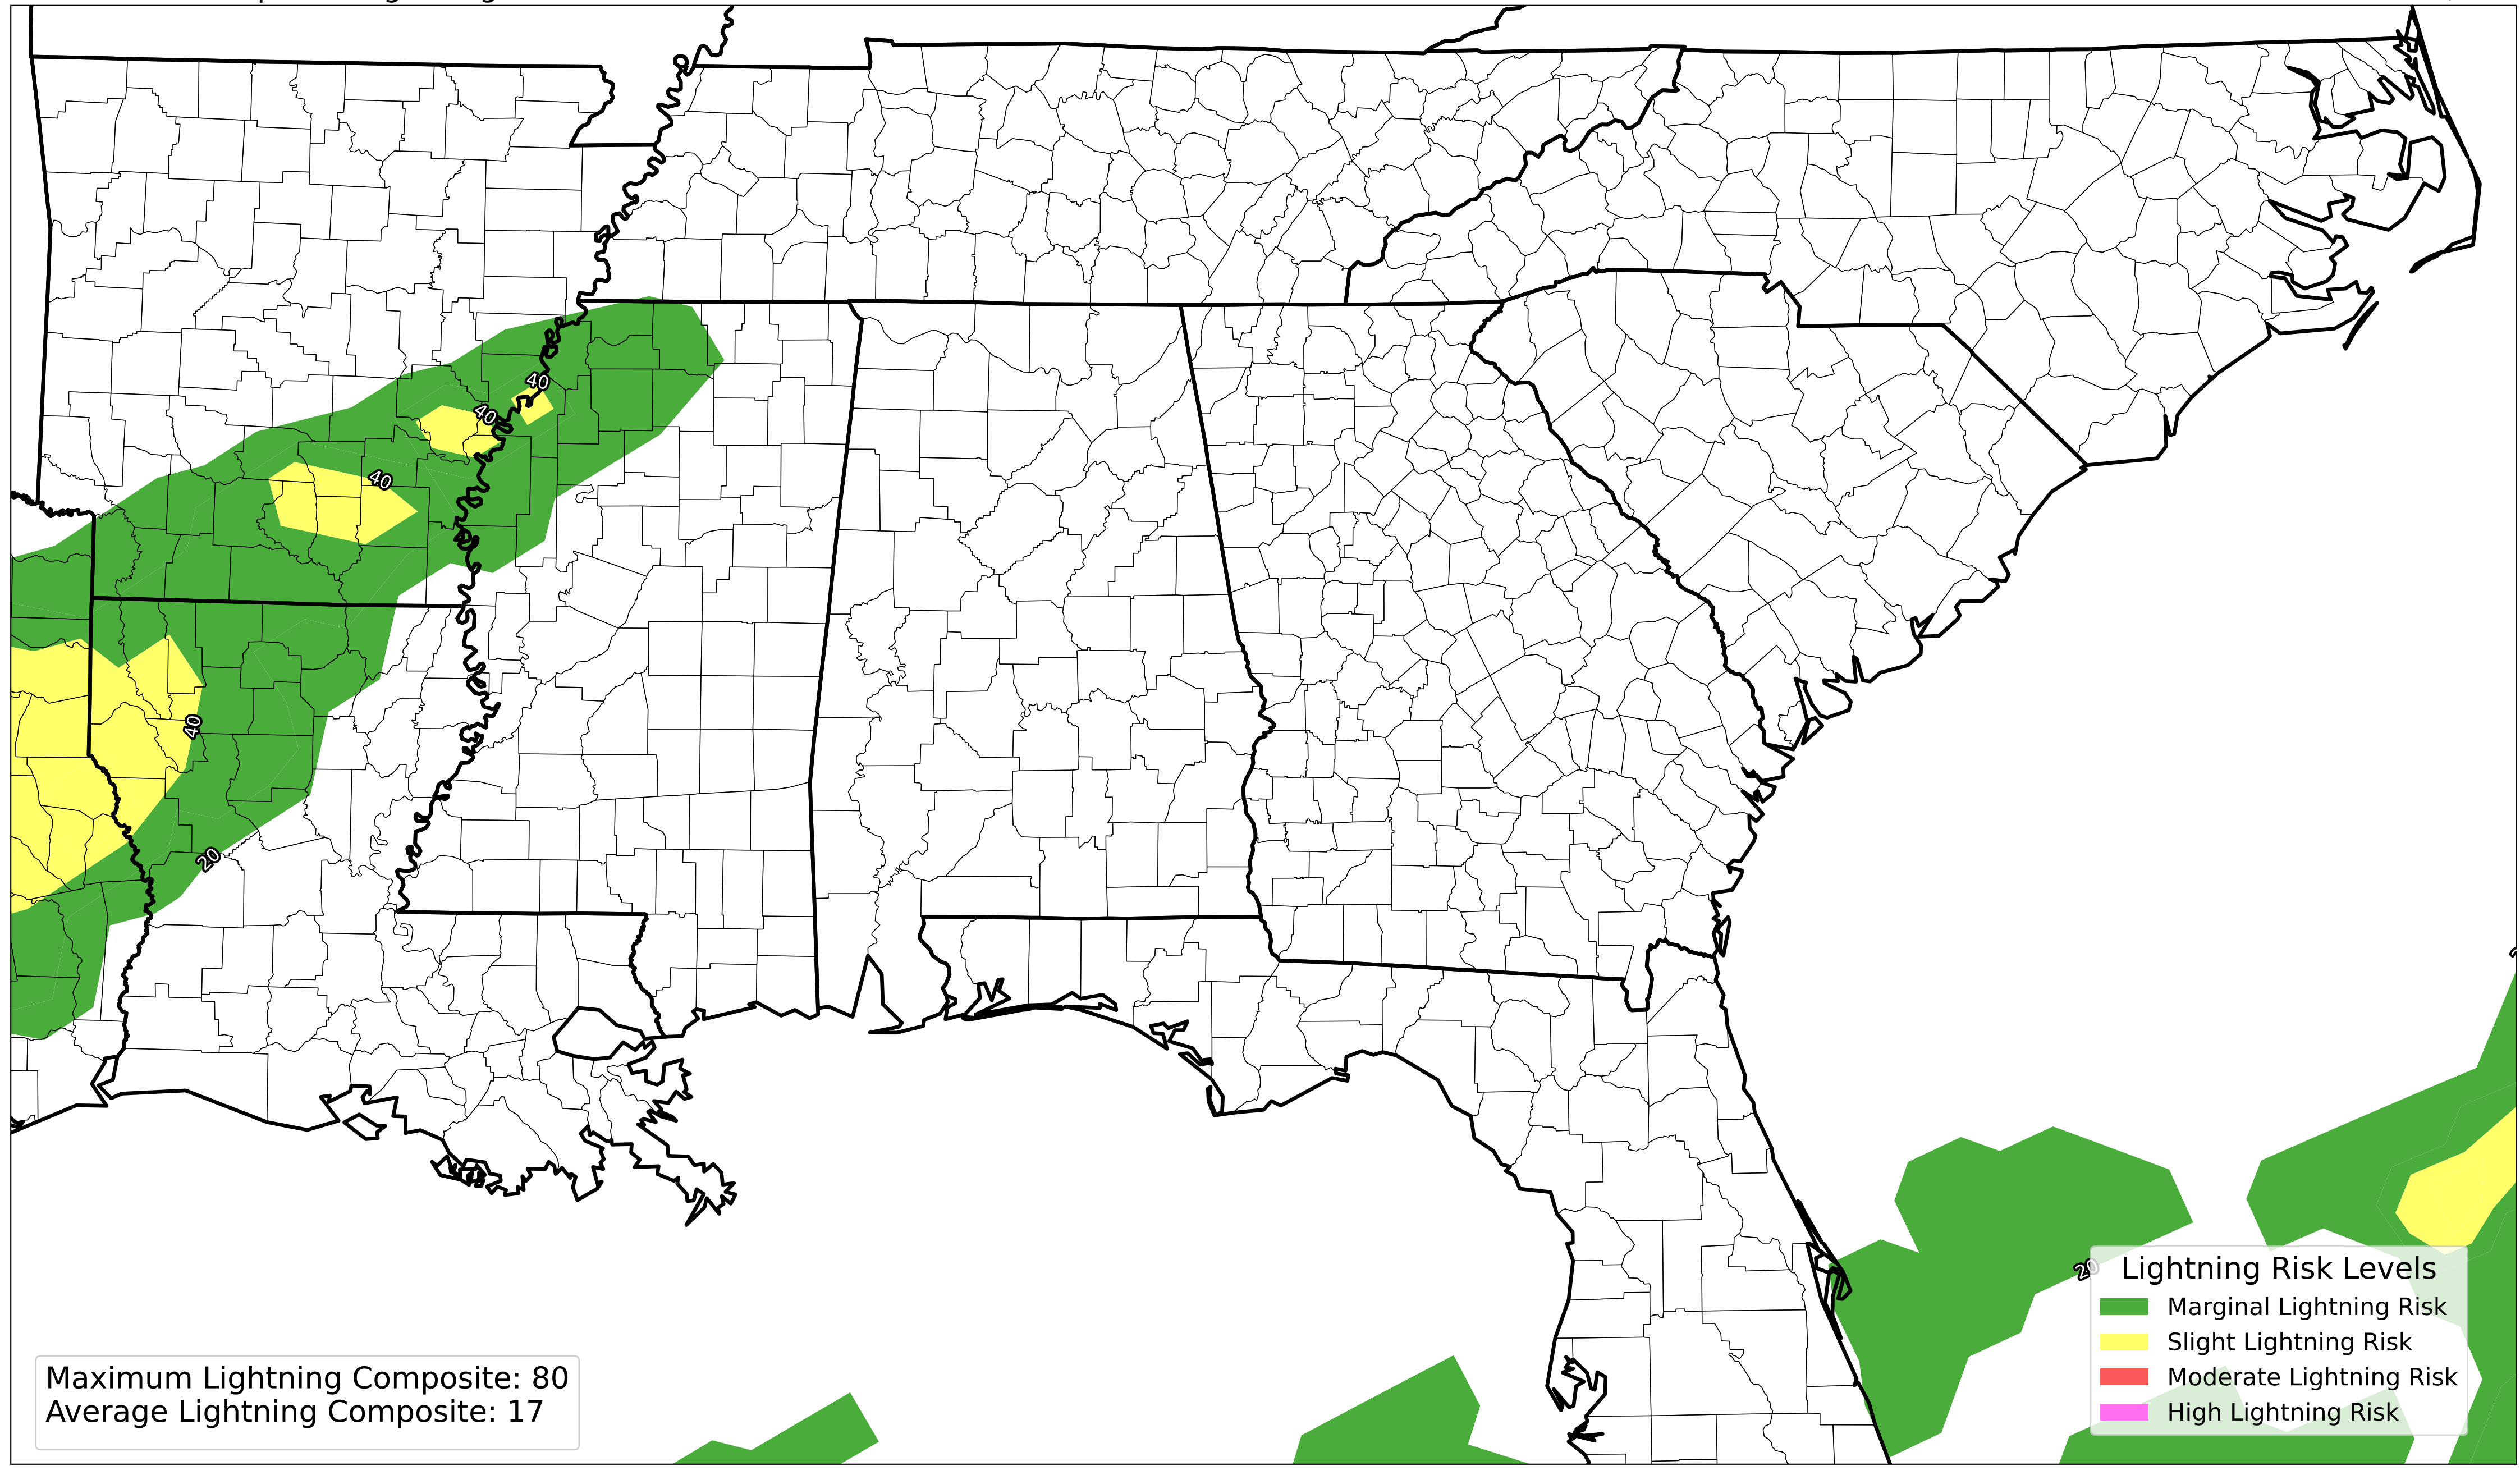 40
40
40
40
20
20
Lightning Risk Levels
Marginal Lightning Risk
Slight Lightning Risk
Moderate Lightning Risk
High Lightning Risk
Maximum Lightning Composite: 80
Average Lightning Composite: 17